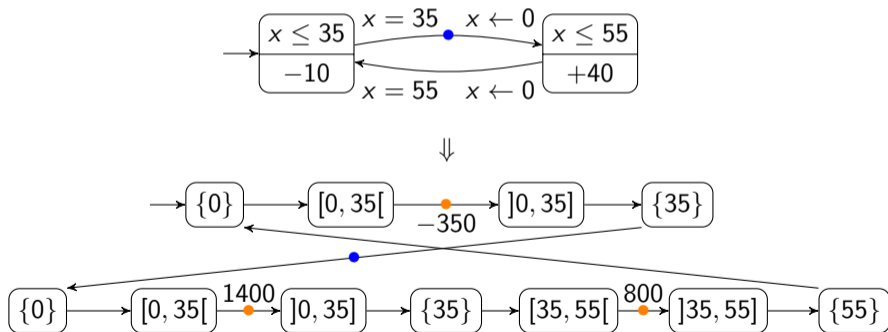 x = 35 x ← 0
x ≤ 35 x ≤ 55
−10 +40
x = 55 x ← 0
⇓
{0} [0, 35[ ]0, 35] {35}
−350
1400 800
{0} [0, 35[ ]0, 35] {35} [35, 55[ ]35, 55] {55}